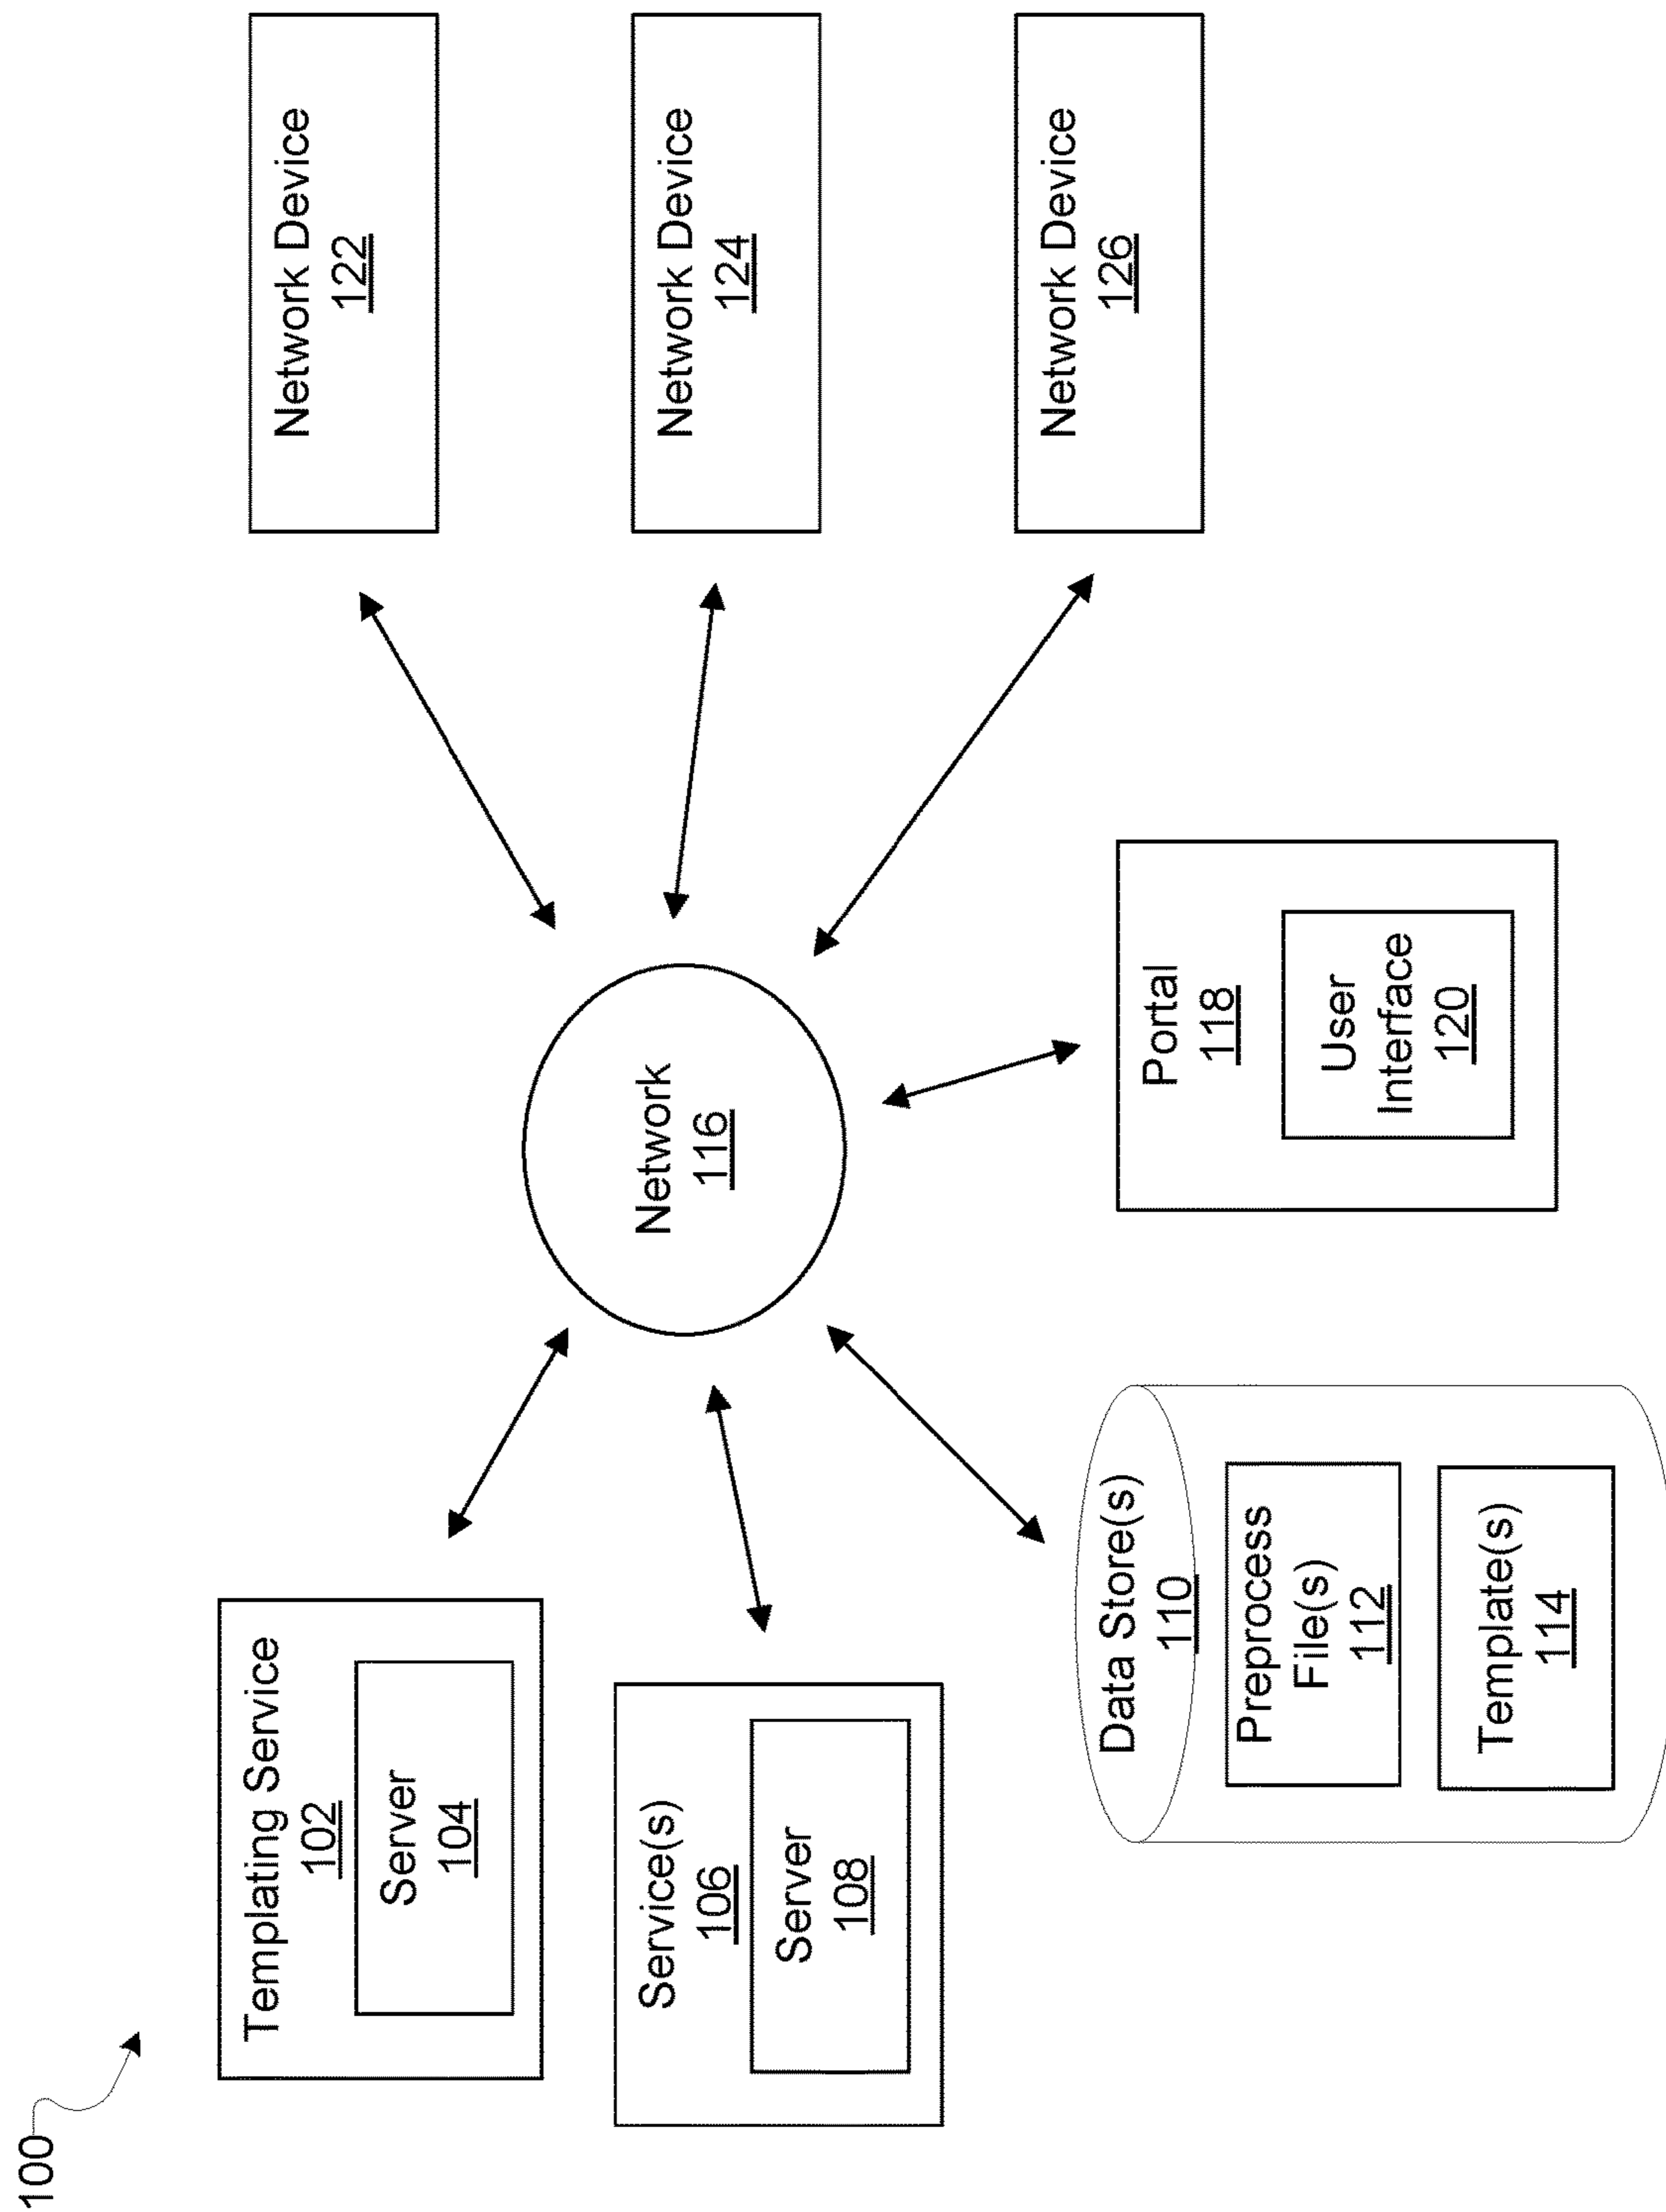 100
Templating Service
102
Server
104
Service(s)
106
Server
108
Data Store(s)
110
Preprocess
File(s)
112
Template(s)
114
Network
116
Portal
118
User
Interface
120
Network Device
122
Network Device
124
Network Device
126